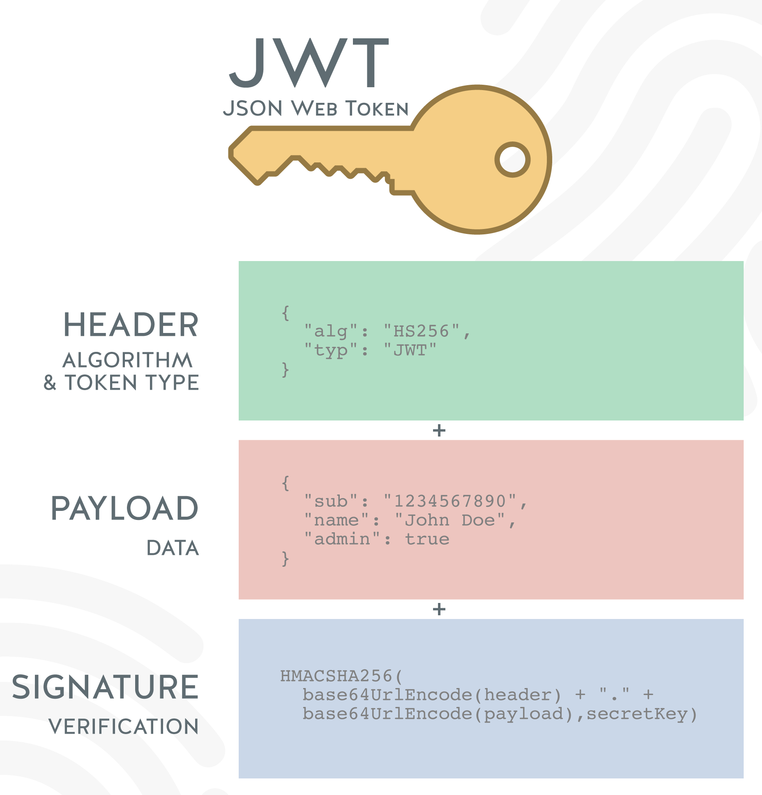 JWT
JSON WEB TOKEN
HEADER
ALGORITHM
& TOKEN TYPE
{
  "alg": "HS256",
  "typ": "JWT"
}
+
PAYLOAD
DATA
{
  "sub": "1234567890",
  "name": "John Doe",
  "admin": true
}
+
SIGNATURE
VERIFICATION
HMACSHA256(
  base64UrlEncode(header) + "." +
  base64UrlEncode(payload),secretKey)